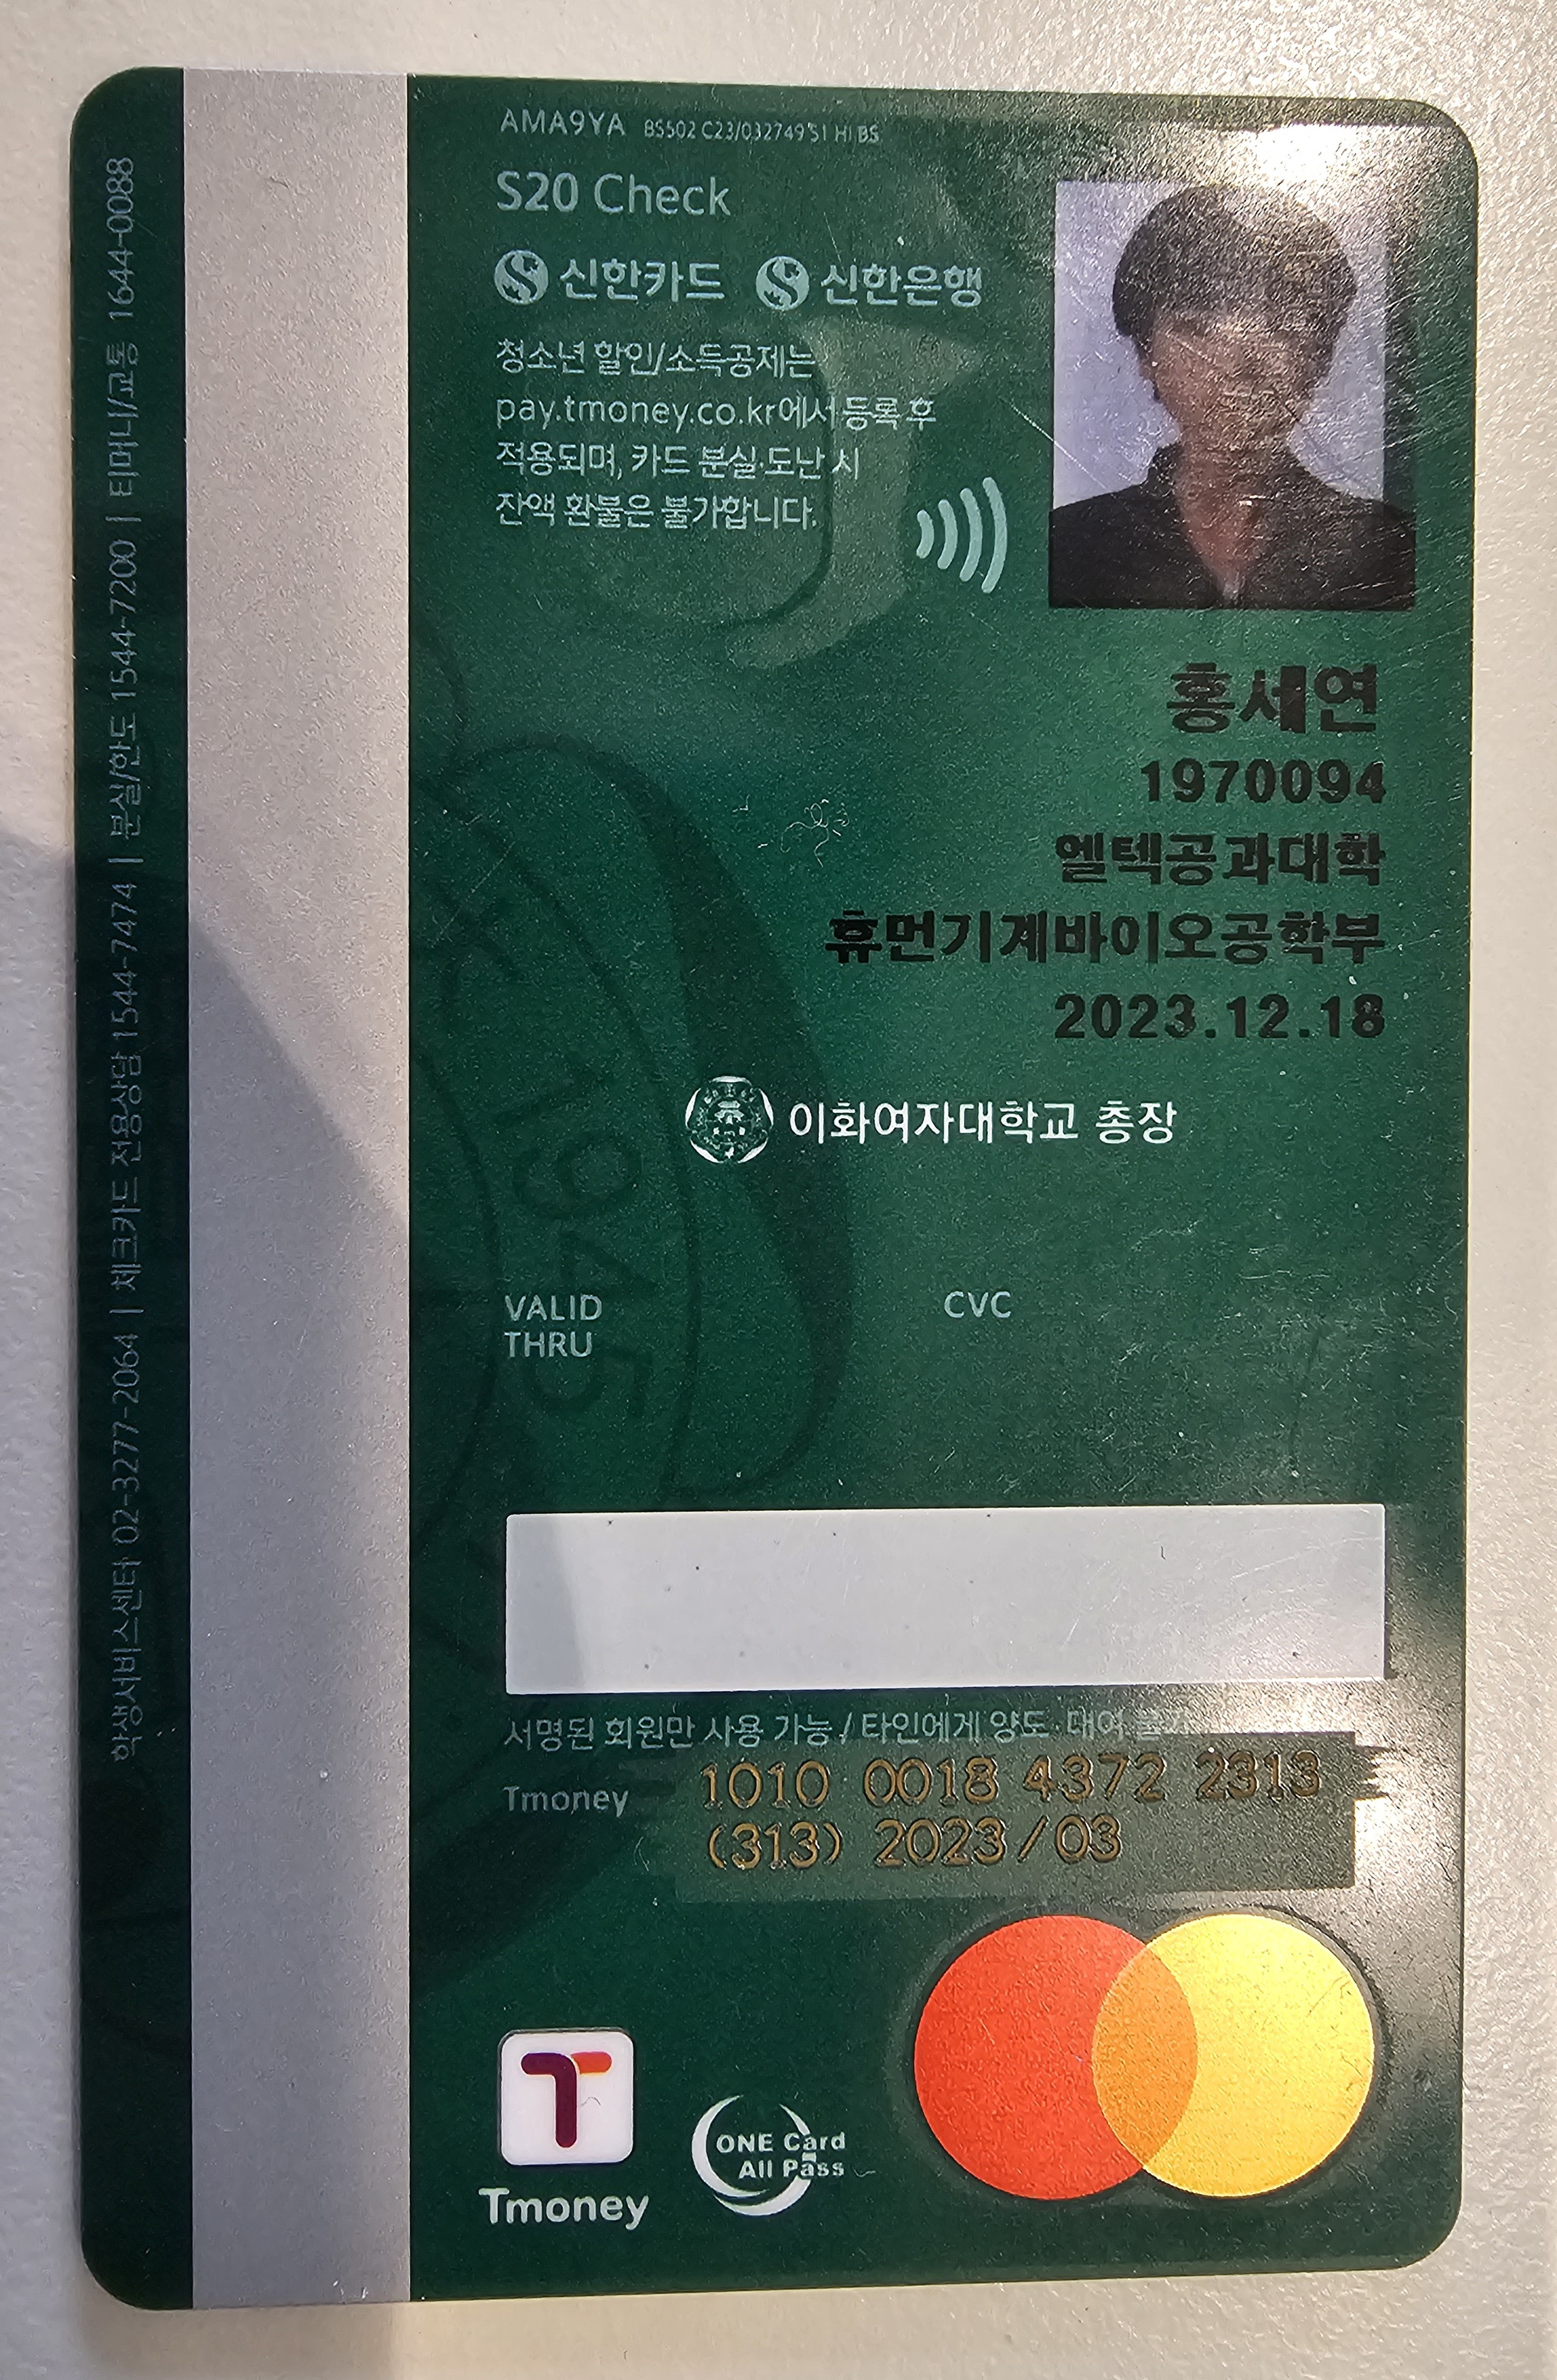 AMA9YA BS502 C23/03274951 HI BS
S20 Check
신한카드 신한은행
청소년 할인/소득공제는
pay.tmoney.co.kr에서 등록 후
적용되며, 카드 분실·도난 시
잔액 환불은 불가합니다.
홍세연
1970094
엘텍공과대학
휴먼기계바이오공학부
2023.12.18
이화여자대학교 총장
VALID
THRU
CVC
서명된 회원만 사용 가능 / 타인에게 양도·대여 불가
Tmoney 1010 0018 4372 2313
(313) 2023/03
Tmoney
ONE Card
All Pass
학생서비스센터 02-3277-2064 | 체크카드 전용상담 1544-7474 | 분실/한도 1544-7200 | 티머니/교통 1644-0088